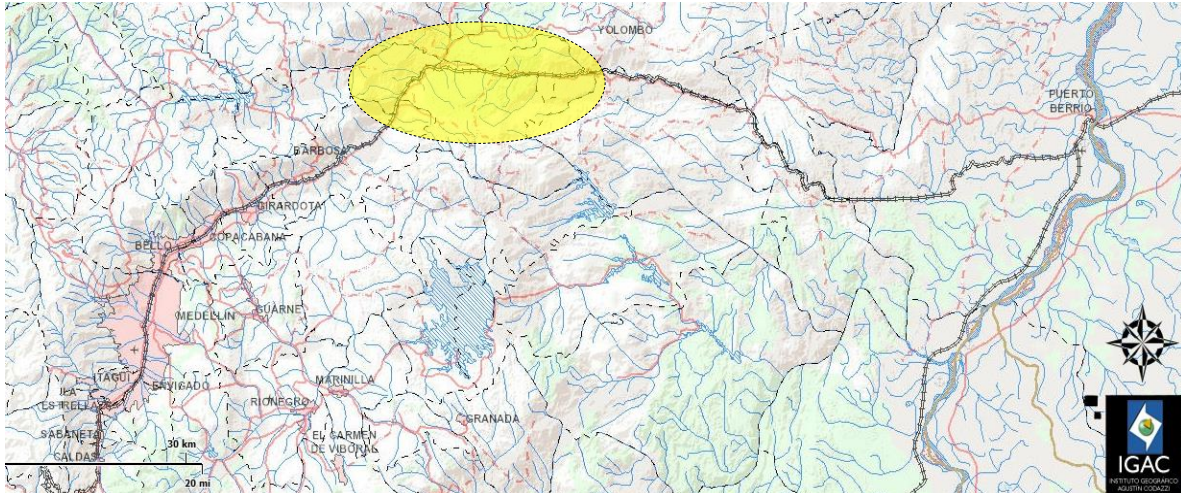 YOLOMBO
PUERTO
BERRIO
BARBOSA
GIRARDOTA
COPACABANA
BELLO
MEDELLIN
GUARNE
ITAGUI
ENVIGADO
LA
ESTRELLA
MARINILLA
RIONEGRO
GRANADA
SABANETA
EL CARMEN
DE VIBORAL
CALDAS
30 km
20 mi
IGAC
INSTITUTO GEOGRÁFICO
AGUSTÍN CODAZZI